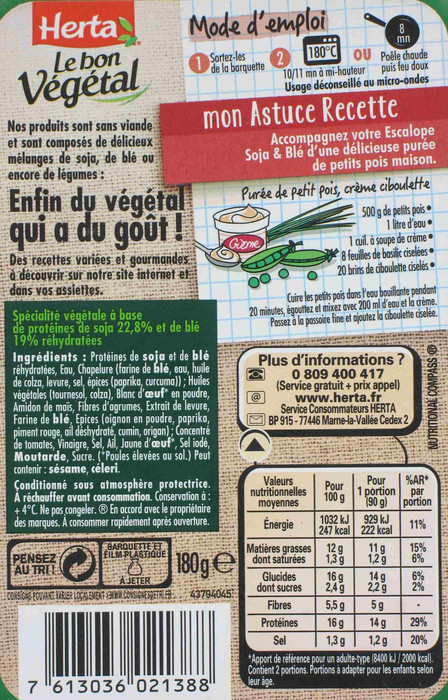 Herta
Le bon
Végétal
Nos produits sont sans viande
et sont composés de délicieux
mélanges de soja, de blé ou
encore de légumes :
Enfin du végétal
qui a du goût !
Des recettes variées et gourmandes
à découvrir sur notre site internet et
dans vos assiettes.
Spécialité végétale à base
de protéines de soja 22,8% et de blé
19% réhydratées
Ingrédients : Protéines de soja et de blé
réhydratées, Eau, Chapelure (farine de blé, eau, huile
de colza, levure, sel, épices (paprika, curcuma)) ; Huiles
végétales (tournesol, colza), Blanc d'œuf* en poudre,
Amidon de maïs, Fibres d'agrumes, Extrait de levure,
Farine de blé, Epices (oignon en poudre, paprika,
piment rouge, ail déshydraté, cumin, origan) ; Concentré
de tomates, Vinaigre, Sel, Ail, Jaune d'œuf*, Sel iodé,
Moutarde, Sucre. (*Poules élevées au sol.) Peut
contenir : sésame, céleri.
Conditionné sous atmosphère protectrice.
A réchauffer avant consommation. Conservation à :
+ 4°C. Ne pas congeler. ® En accord avec le propriétaire
des marques. A consommer rapidement après ouverture.
PENSEZ
AU TRI !
BARQUETTE ET
FILM PLASTIQUE
À JETER
CONSIGNE POUVANT VARIER LOCALEMENT > WWW.CONSIGNESDETRI.FR
180g e
43794045
7 613036 021388
Mode d'emploi
1 Sortez-les
de la barquette
2 180°C
10/11 mn à mi-hauteur
OU
8
mn
Poêle chaude
puis feu doux
Usage déconseillé au micro-ondes
mon Astuce Recette
Accompagnez votre Escalope
Soja & Blé d'une délicieuse purée
de petits pois maison.
Purée de petit pois, crème ciboulette
Crème
500 g de petits pois •
1 litre d'eau •
1 cuil. à soupe de crème •
8 feuilles de basilic ciselées •
20 brins de ciboulette ciselés •
Cuire les petits pois dans l'eau bouillante pendant
20 minutes, égouttez et mixez avec 200 ml d'eau et la crème.
Passez à la passoire fine et ajoutez la ciboulette ciselée.
Plus d'informations ?
0 809 400 417
(Service gratuit + prix appel)
@ www.herta.fr
Service Consommateurs HERTA
BP 915 - 77446 Marne-la-Vallée Cedex 2
NUTRITIONAL COMPASS ®
Valeurs nutritionnelles moyennes Pour 100 g Pour 1 portion (90 g) %AR* par portion
Énergie 1032 kJ 929 kJ 11%
247 kcal 222 kcal
Matières grasses 12 g 11 g 15%
dont saturées 1,3 g 1,2 g 6%
Glucides 16 g 14 g 6%
dont sucres 2,4 g 2,2 g 2%
Fibres 5,5 g 5 g -
Protéines 16 g 14 g 29%
Sel 1,3 g 1,2 g 20%
*Apport de référence pour un adulte-type (8400 kJ / 2000 kcal).
Contient 2 portions. Portions à adapter pour les enfants selon
leur âge.